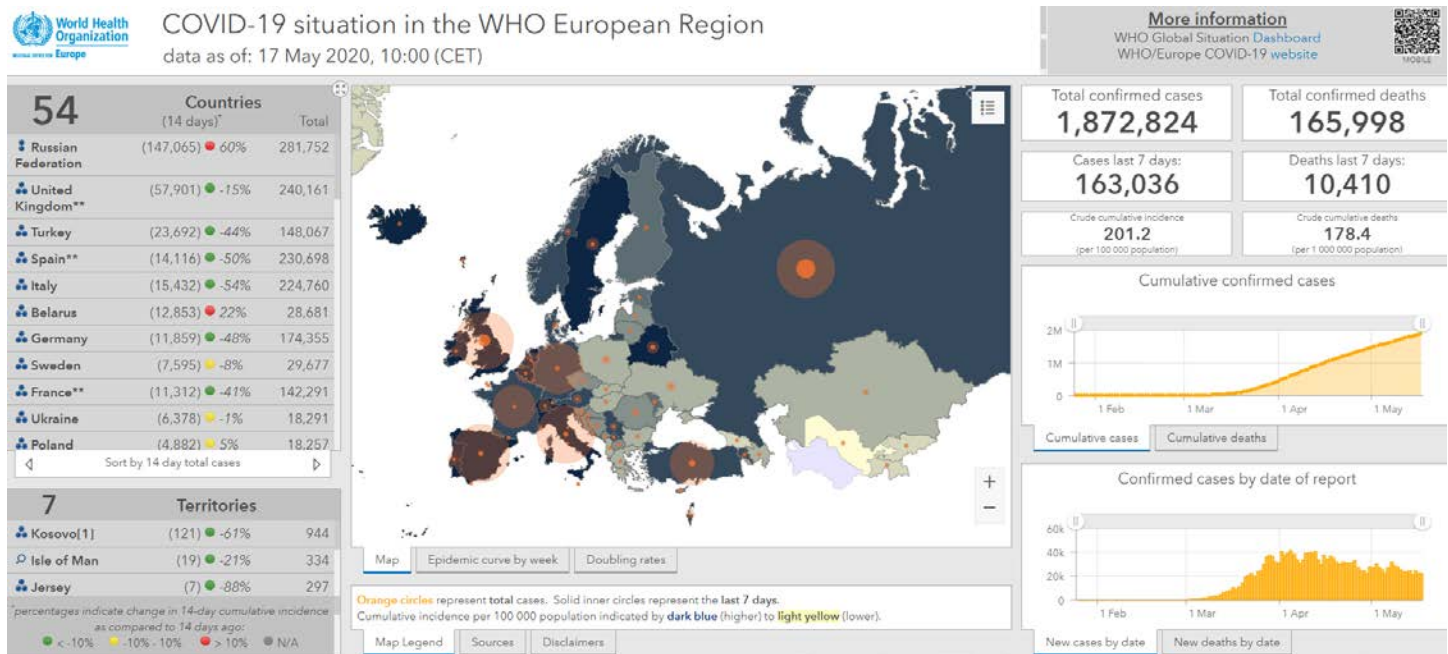 World Health
Organization
Europe
COVID-19 situation in the WHO European Region
data as of: 17 May 2020, 10:00 (CET)
More information
WHO Global Situation Dashboard
WHO/Europe COVID-19 website
MOBILE
54 Countries
(14 days)* Total
Russian Federation (147,065) 60% 281,752
United Kingdom** (57,901) -15% 240,161
Turkey (23,692) -44% 148,067
Spain** (14,116) -50% 230,698
Italy (15,432) -54% 224,760
Belarus (12,853) 22% 28,681
Germany (11,859) -48% 174,355
Sweden (7,595) -8% 29,677
France** (11,312) -41% 142,291
Ukraine (6,378) -1% 18,291
Poland (4,882) 5% 18,257
Sort by 14 day total cases
7 Territories
Kosovo[1] (121) -61% 944
Isle of Man (19) -21% 334
Jersey (7) -88% 297
*percentages indicate change in 14-day cumulative incidence
as compared to 14 days ago:
< -10% -10% - 10% > 10% N/A
Map Epidemic curve by week Doubling rates
Orange circles represent total cases. Solid inner circles represent the last 7 days.
Cumulative incidence per 100 000 population indicated by dark blue (higher) to light yellow (lower).
Map Legend Sources Disclaimers
Total confirmed cases
1,872,824
Total confirmed deaths
165,998
Cases last 7 days:
163,036
Deaths last 7 days:
10,410
Crude cumulative incidence
201.2
(per 100 000 population)
Crude cumulative deaths
178.4
(per 1 000 000 population)
Cumulative confirmed cases
2M
1M
0
1 Feb 1 Mar 1 Apr 1 May
Cumulative cases Cumulative deaths
Confirmed cases by date of report
60k
40k
20k
0
1 Feb 1 Mar 1 Apr 1 May
New cases by date New deaths by date